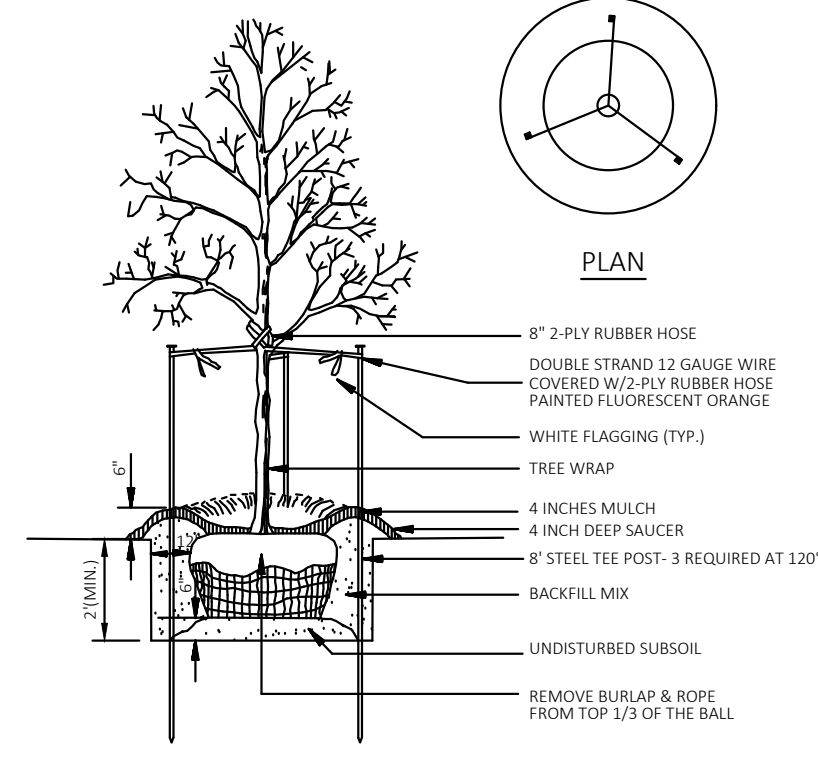 PLAN
8" 2-PLY RUBBER HOSE
DOUBLE STRAND 12 GAUGE WIRE
COVERED W/2-PLY RUBBER HOSE
PAINTED FLUORESCENT ORANGE
WHITE FLAGGING (TYP.)
TREE WRAP
6"
4 INCHES MULCH
4 INCH DEEP SAUCER
12"
8' STEEL TEE POST- 3 REQUIRED AT 120°
2'(MIN.)
6"
BACKFILL MIX
UNDISTURBED SUBSOIL
REMOVE BURLAP & ROPE
FROM TOP 1/3 OF THE BALL